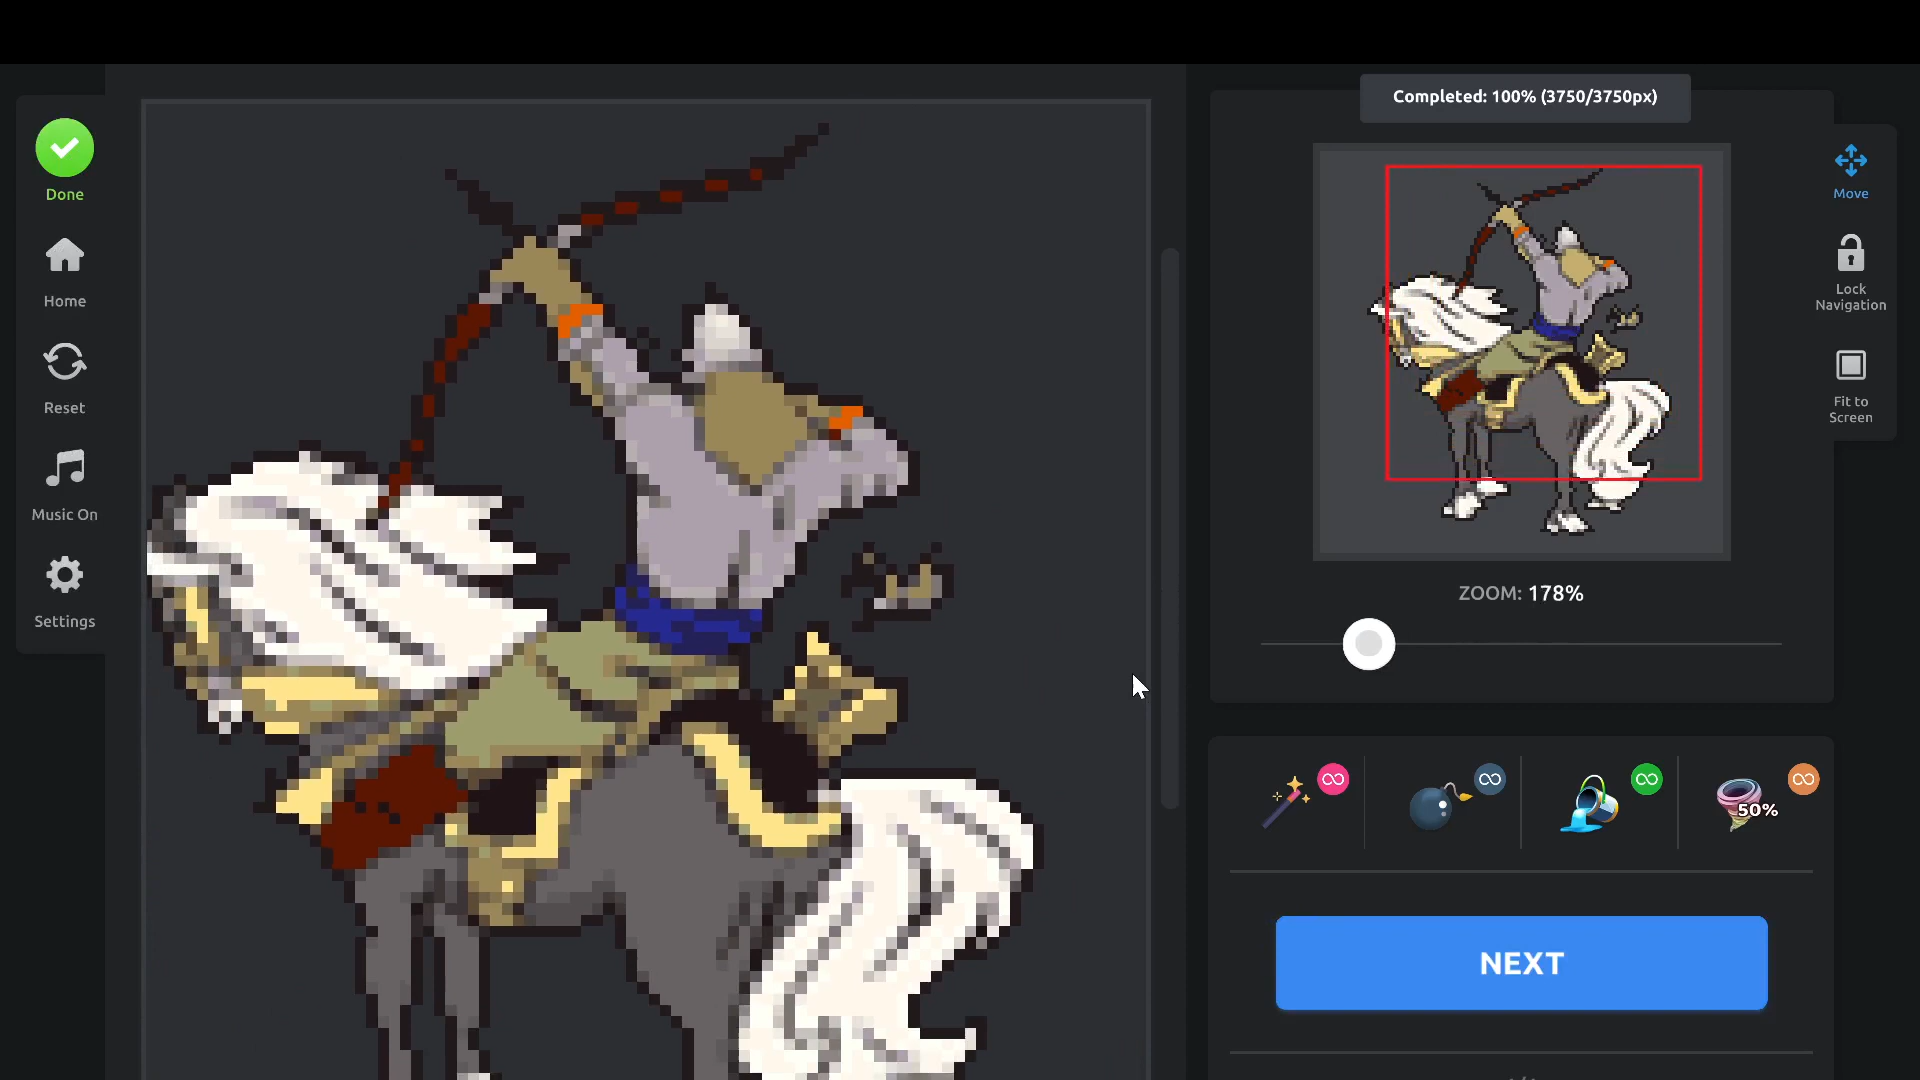 Completed: 100% (3750/3750px)
Done
Home
Reset
Music On
Settings
Move
Lock
Navigation
Fit to
Screen
ZOOM: 178%
50%
NEXT